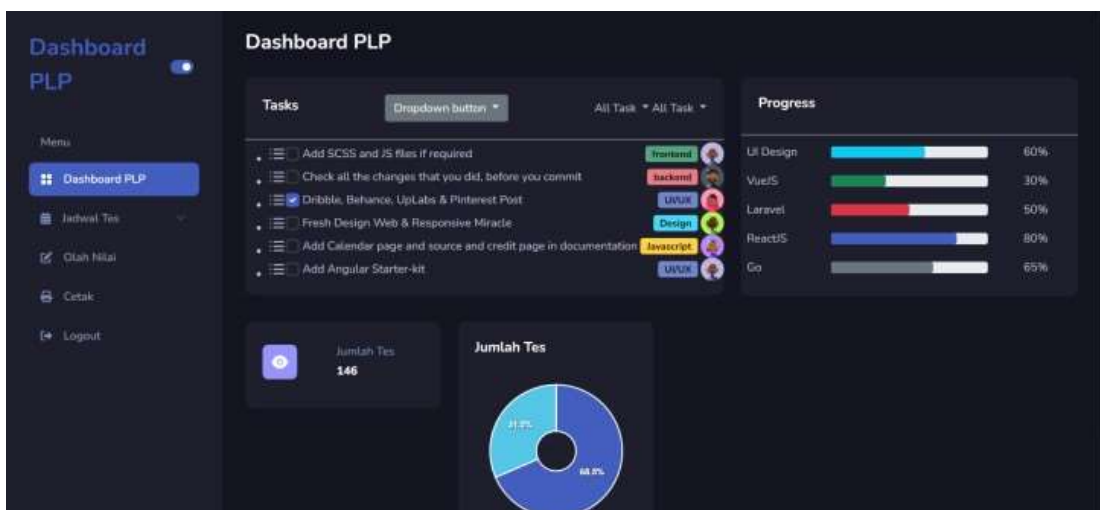 Dashboard
PLP
Menu
Dashboard PLP
Jadwal Tes
Olah Nilai
Cetak
Logout
Dashboard PLP
Tasks
Dropdown button
All Task
All Task
Add SCSS and JS files if required
frontend
Check all the changes that you did, before you commit
backend
Dribble, Behance, UpLabs & Pinterest Post
UI/UX
Fresh Design Web & Responsive Miracle
Design
Add Calendar page and source and credit page in documentation
Javascript
Add Angular Starter-kit
UI/UX
Progress
UI Design
60%
VueJS
30%
Laravel
50%
ReactJS
80%
Go
65%
Jumlah Tes
146
Jumlah Tes
68.8%